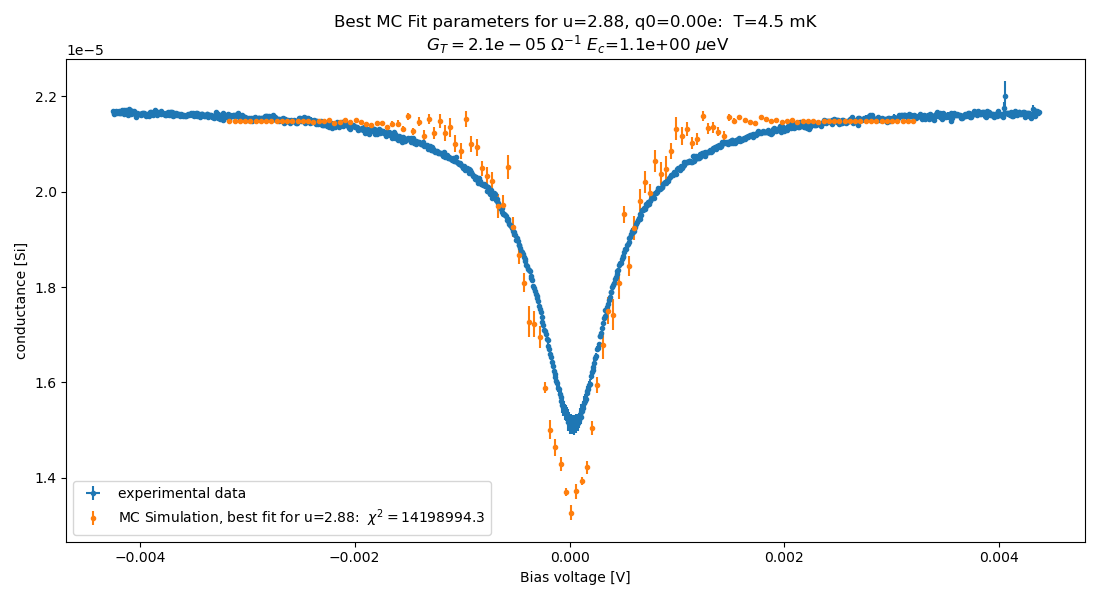 Best MC Fit parameters for u=2.88, q0=0.00e:  T=4.5 mK
$G_T = 2.1e-05\ \Omega^{-1}$ $E_c$=1.1e+00 $\mu$eV
1e−5
2.2
2.0
1.8
1.6
1.4
conductance [Si]
experimental data
MC Simulation, best fit for u=2.88:  $\chi^2 = 14198994.3$
−0.004
−0.002
0.000
0.002
0.004
Bias voltage [V]